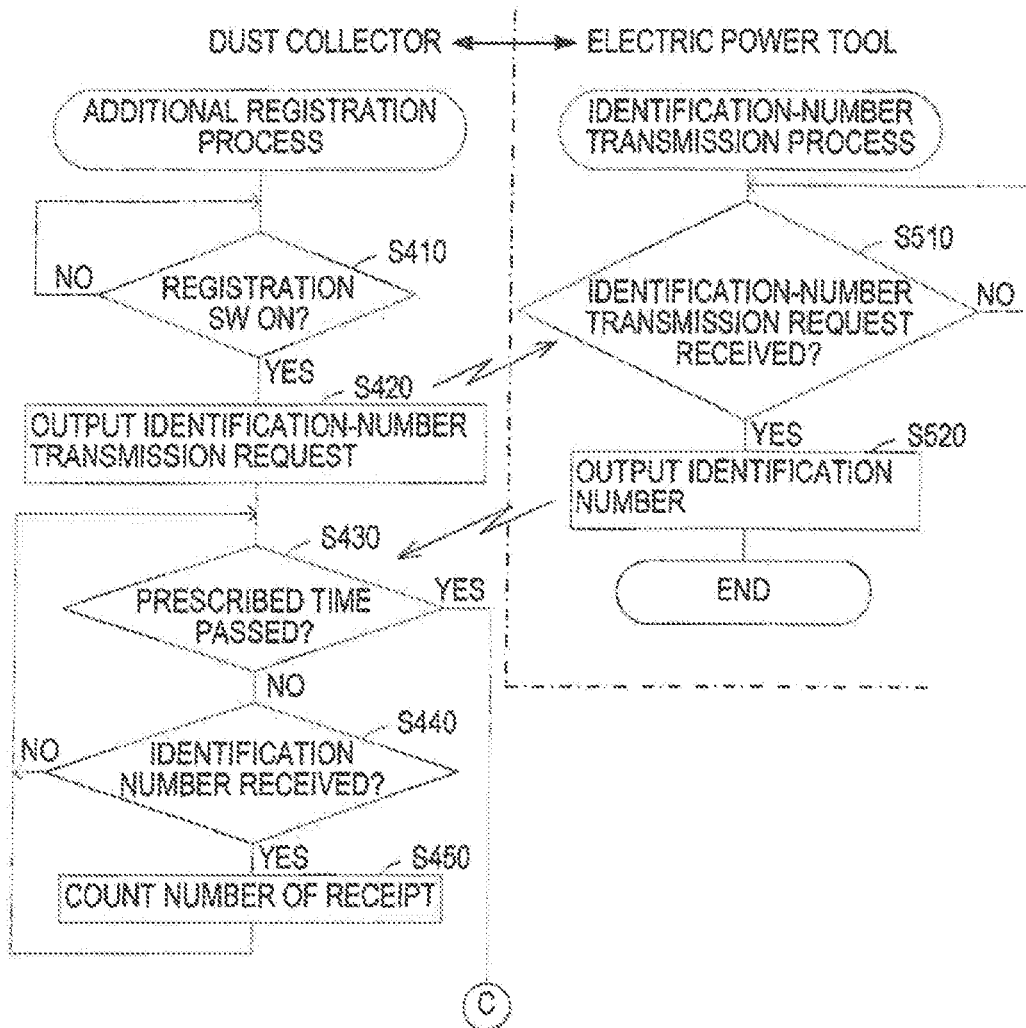 DUST COLLECTOR
ELECTRIC POWER TOOL
ADDITIONAL REGISTRATION
PROCESS
S410
NO
REGISTRATION
SW ON?
YES
S420
OUTPUT IDENTIFICATION-NUMBER
TRANSMISSION REQUEST
S430
PRESCRIBED TIME
PASSED?
YES
NO
S440
NO
IDENTIFICATION
NUMBER RECEIVED?
YES
S450
COUNT NUMBER OF RECEIPT
C
IDENTIFICATION-NUMBER
TRANSMISSION PROCESS
S510
IDENTIFICATION-NUMBER
TRANSMISSION REQUEST
RECEIVED?
NO
YES
S520
OUTPUT IDENTIFICATION
NUMBER
END